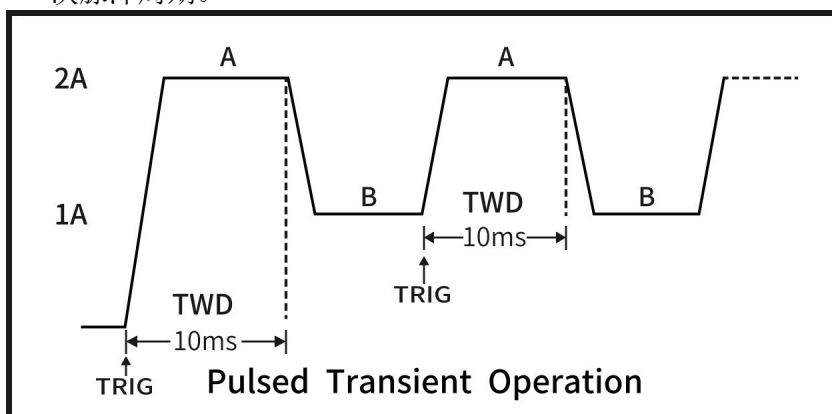 A A
2A
B B
1A
TWD
10ms
TRIG
TWD
10ms
TRIG
Pulsed Transient Operation